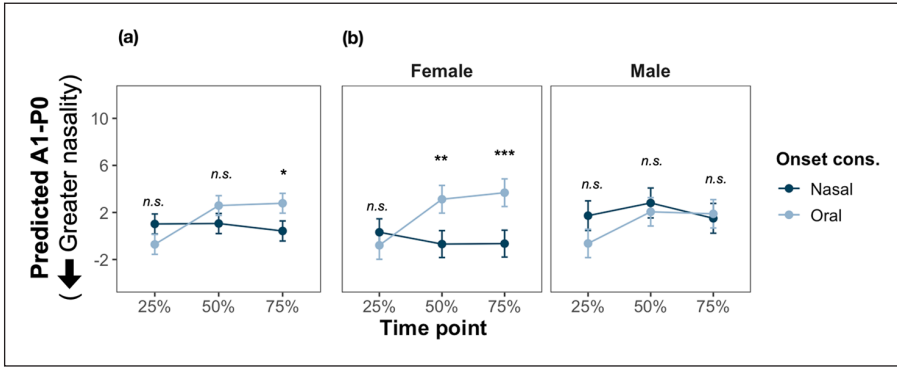 (a)
(b)
Female
Male
Predicted A1-P0
(⬇ Greater nasality)
10
6
2
-2
n.s.
n.s.
*
n.s.
**
***
n.s.
n.s.
n.s.
25%
50%
75%
25%
50%
75%
25%
50%
75%
Time point
Onset cons.
Nasal
Oral